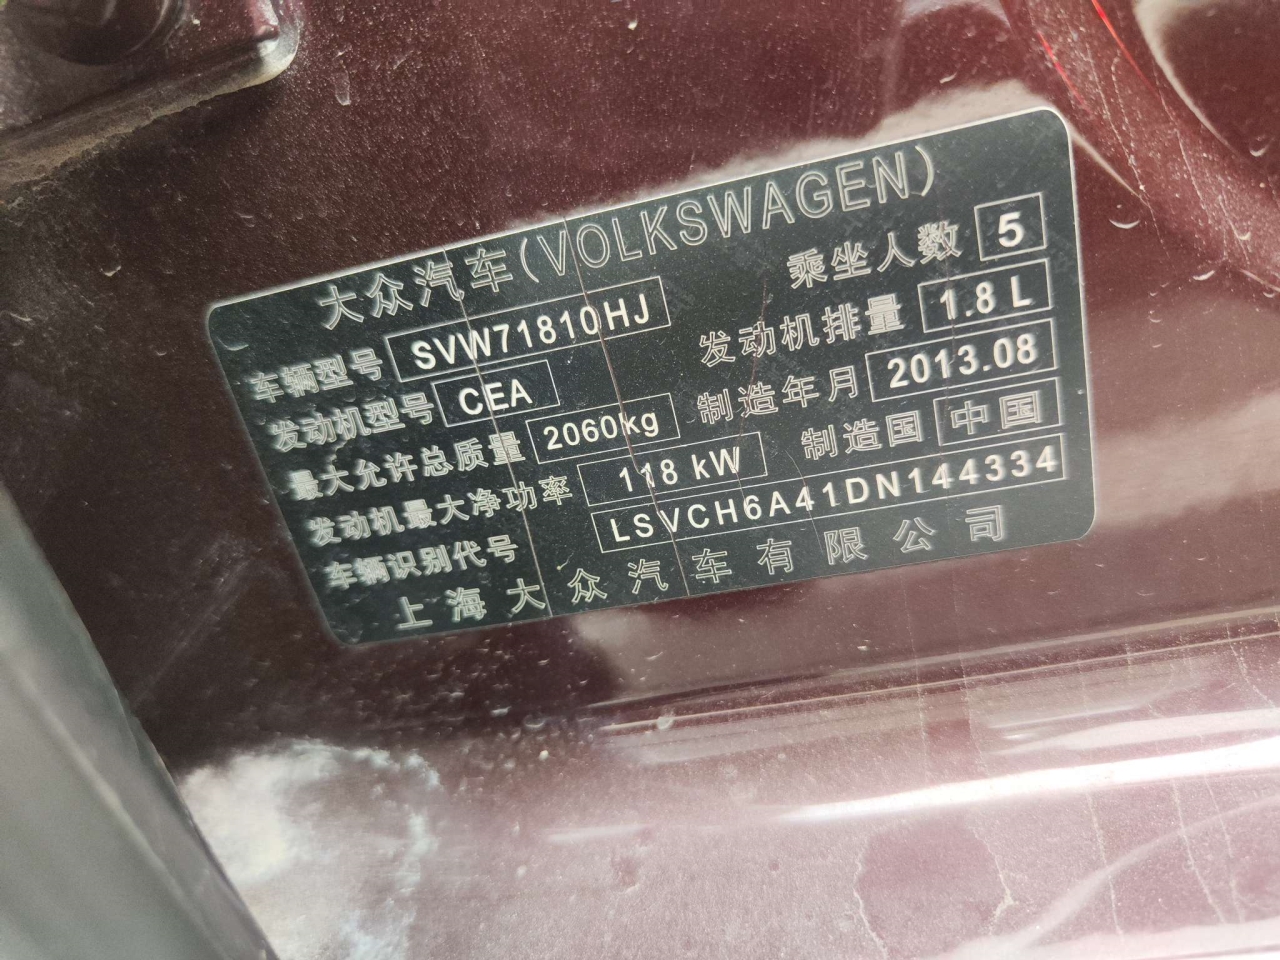 大众汽车(VOLKSWAGEN)
车辆型号 SVW71810HJ 乘坐人数 5
发动机型号 CEA 发动机排量 1.8 L
最大允许总质量 2060kg 制造年月 2013.08
发动机最大净功率 118 kW 制造国 中国
车辆识别代号 LSVCH6A41DN144334
上海大众汽车有限公司